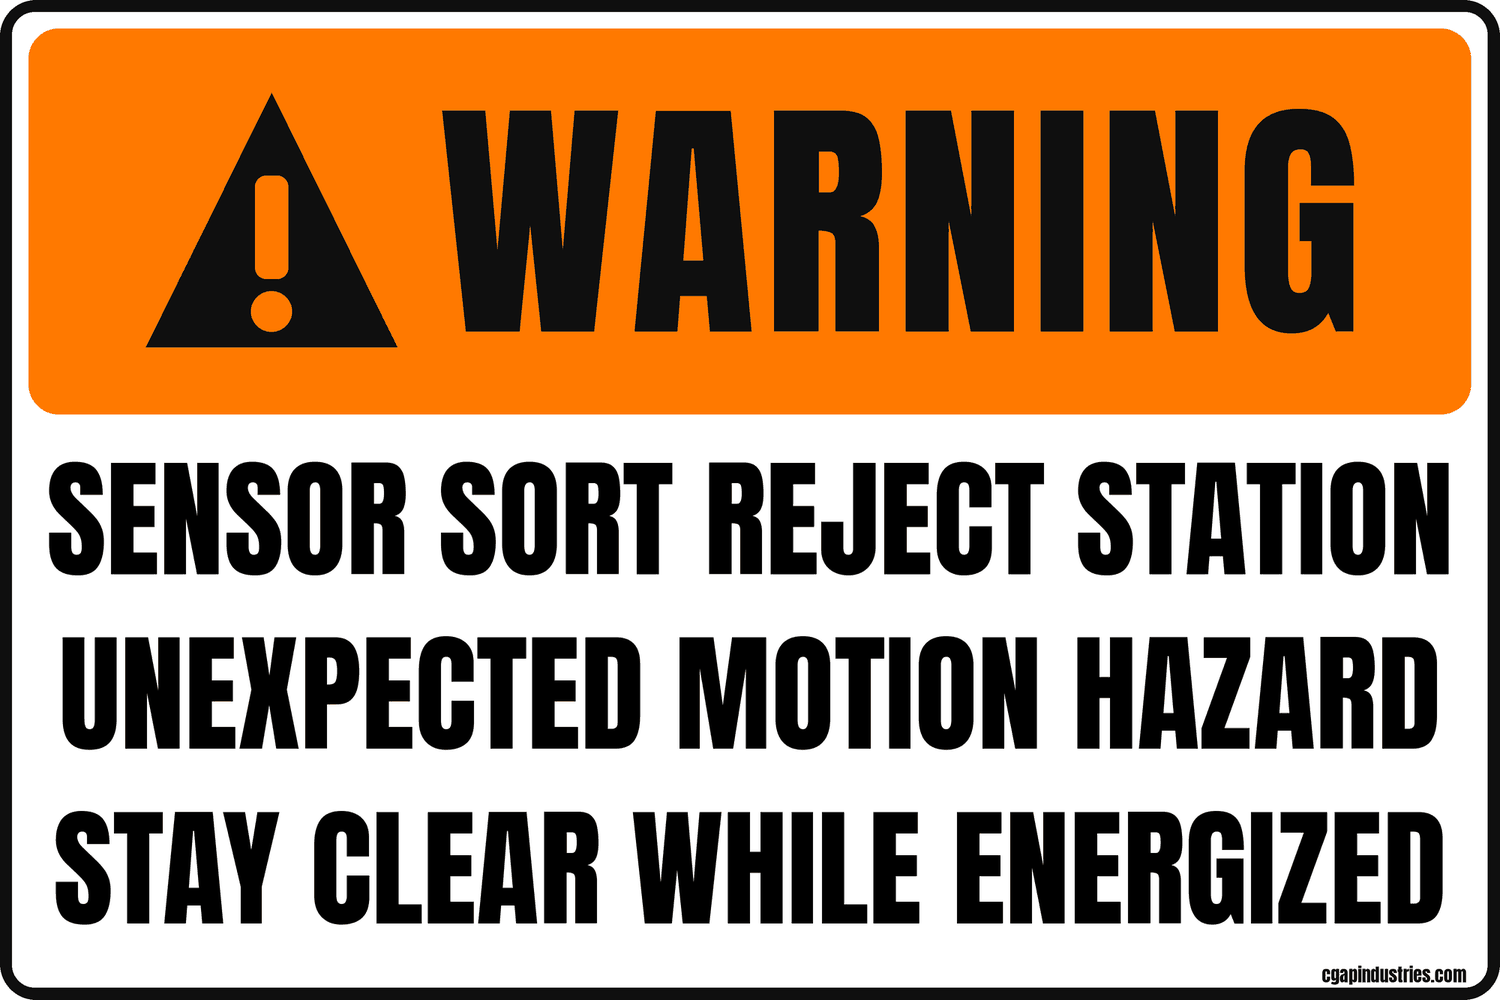 WARNING
SENSOR SORT REJECT STATION
UNEXPECTED MOTION HAZARD
STAY CLEAR WHILE ENERGIZED
cgapindustries.com